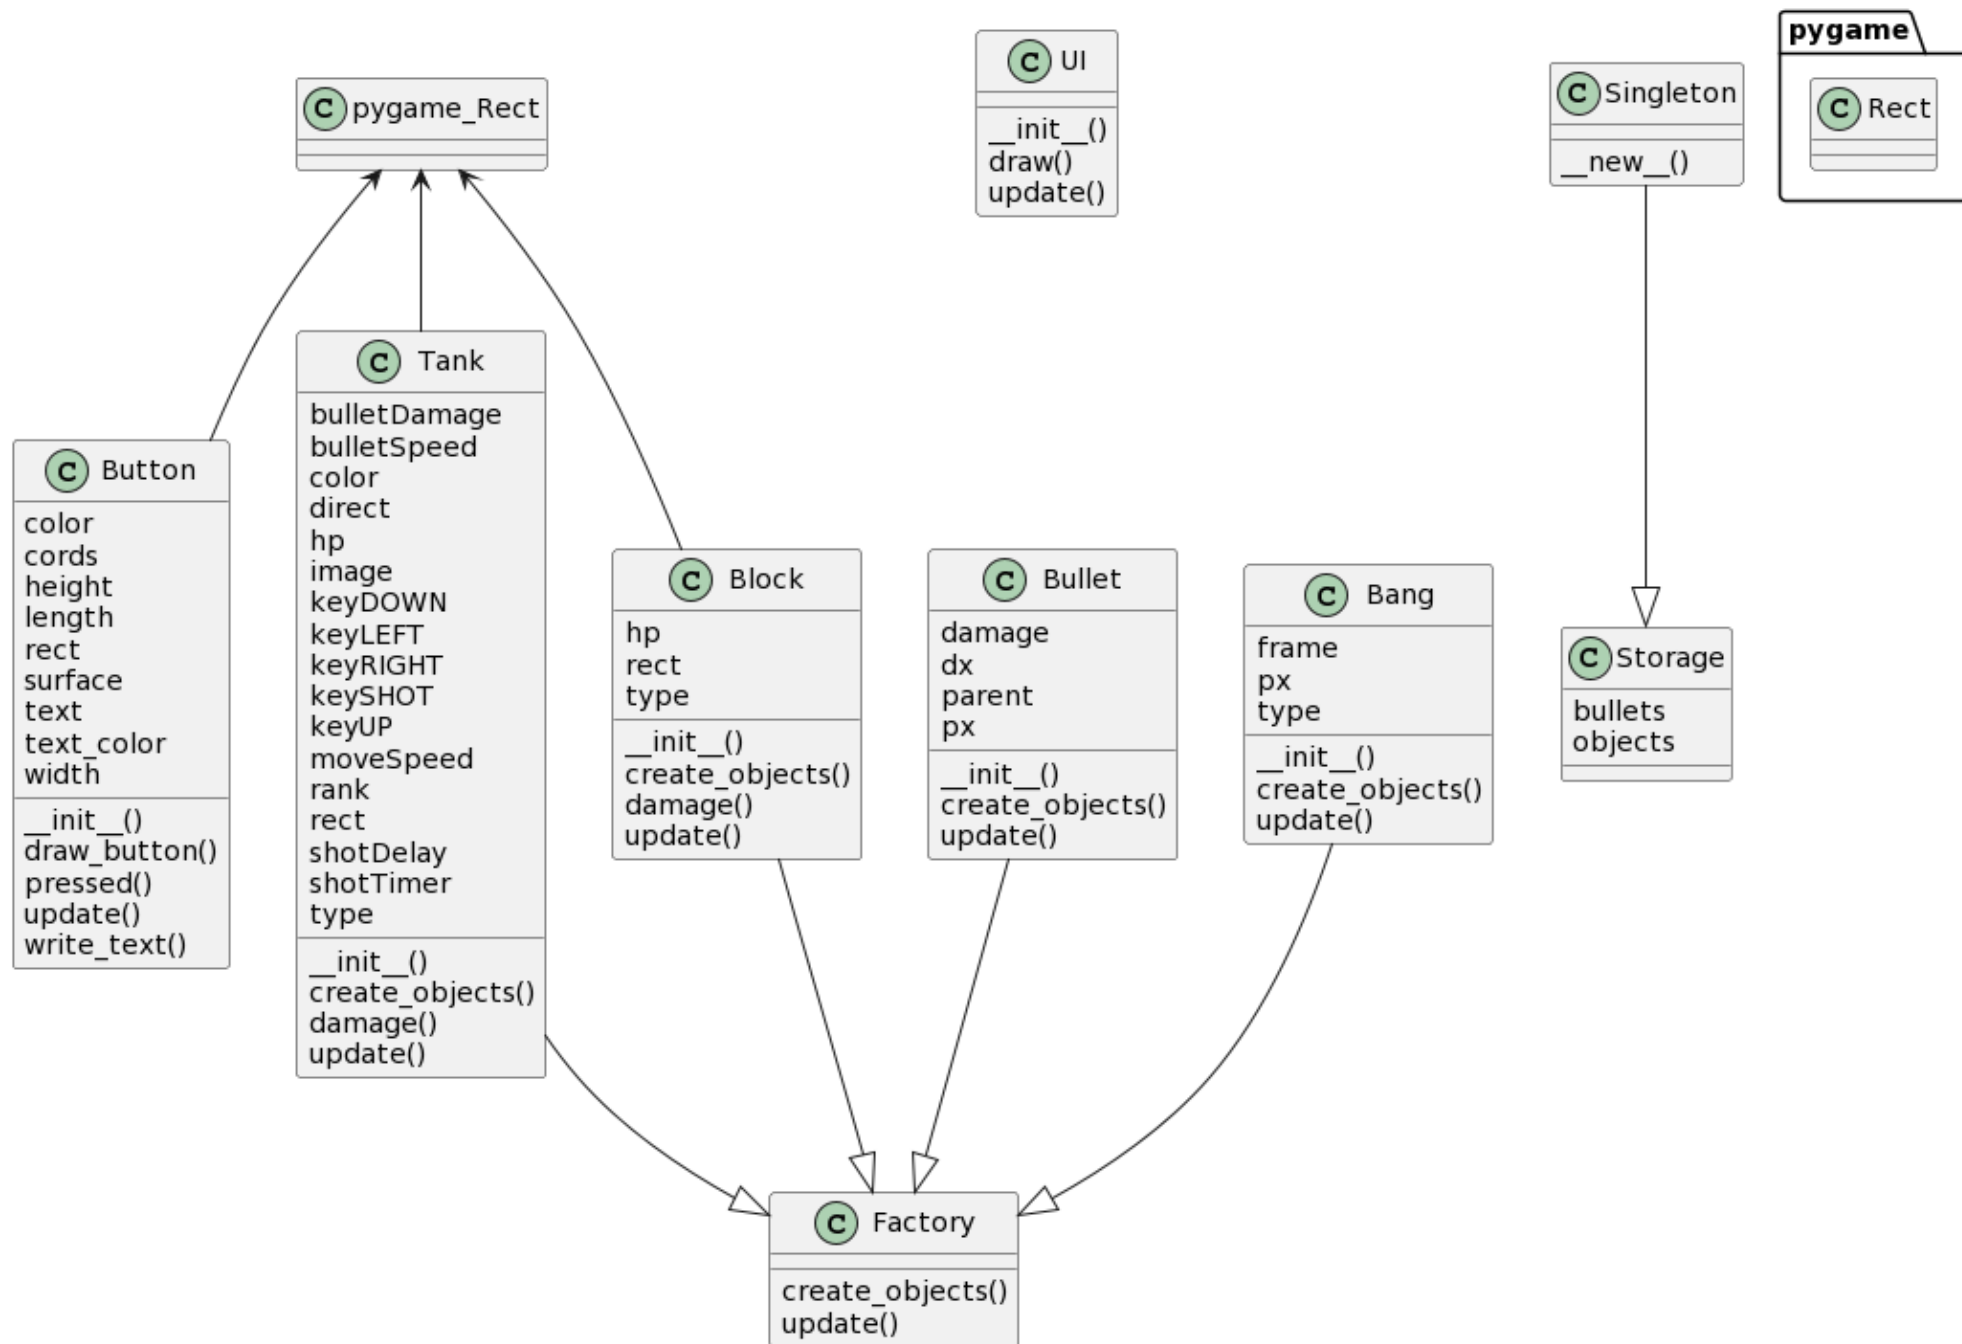 pygame
C Rect
C UI
__init__()
draw()
update()
C Singleton
__new__()
C pygame_Rect
C Button
color
cords
height
length
rect
surface
text
text_color
width
__init__()
draw_button()
pressed()
update()
write_text()
C Tank
bulletDamage
bulletSpeed
color
direct
hp
image
keyDOWN
keyLEFT
keyRIGHT
keySHOT
keyUP
moveSpeed
rank
rect
shotDelay
shotTimer
type
__init__()
create_objects()
damage()
update()
C Block
hp
rect
type
__init__()
create_objects()
damage()
update()
C Bullet
damage
dx
parent
px
__init__()
create_objects()
update()
C Bang
frame
px
type
__init__()
create_objects()
update()
C Storage
bullets
objects
C Factory
create_objects()
update()